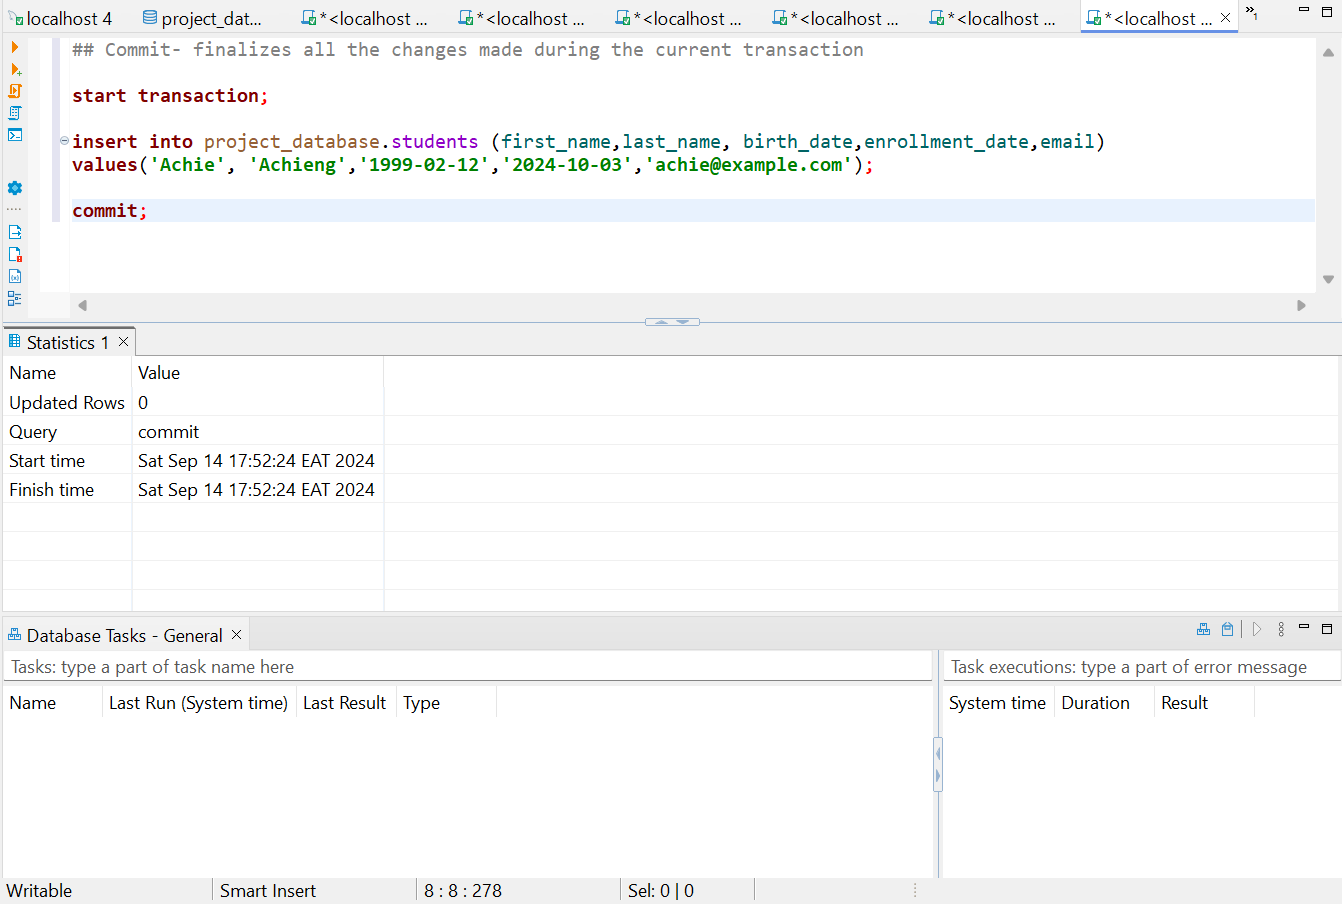 localhost 4 project_dat... *<localhost ... *<localhost ... *<localhost ... *<localhost ... *<localhost ... *<localhost ... »1
## Commit- finalizes all the changes made during the current transaction
start transaction;
insert into project_database.students (first_name,last_name, birth_date,enrollment_date,email)
values('Achie', 'Achieng','1999-02-12','2024-10-03','achie@example.com');
commit;
Statistics 1
Name Value
Updated Rows 0
Query commit
Start time Sat Sep 14 17:52:24 EAT 2024
Finish time Sat Sep 14 17:52:24 EAT 2024
Database Tasks - General
Tasks: type a part of task name here Task executions: type a part of error message
Name Last Run (System time) Last Result Type System time Duration Result
Writable Smart Insert 8 : 8 : 278 Sel: 0 | 0